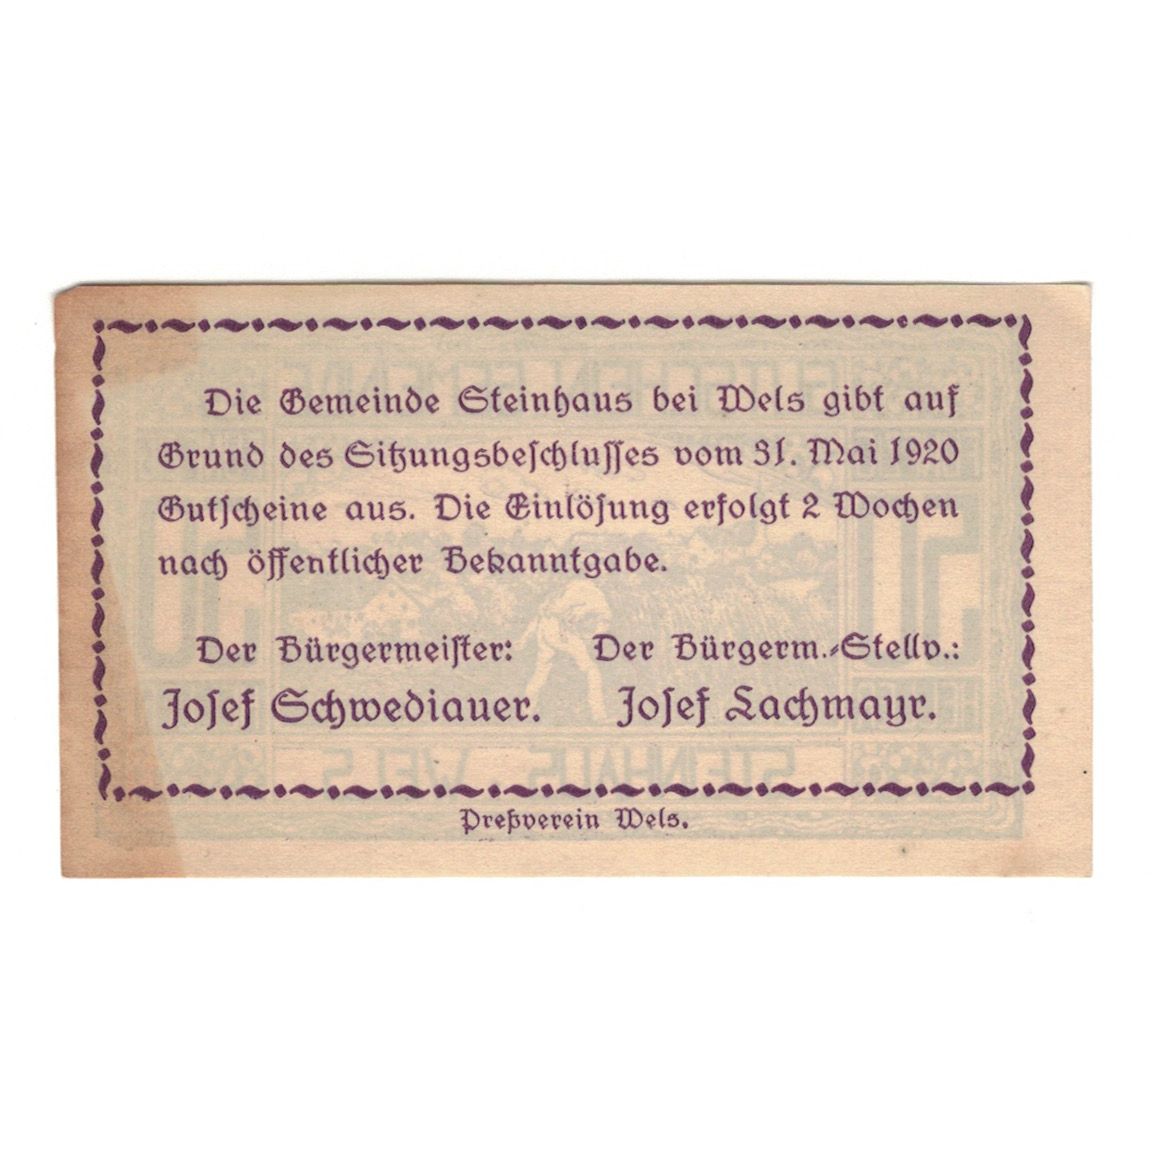 Die Gemeinde Steinhaus bei Wels gibt auf
Grund des Sitzungsbeschlusses vom 31. Mai 1920
Gutscheine aus. Die Einlösung erfolgt 2 Wochen
nach öffentlicher Bekanntgabe.
Der Bürgermeister: Der Bürgerm.-Stellv.:
Josef Schwediauer. Josef Lachmayr.
Preßverein Wels.